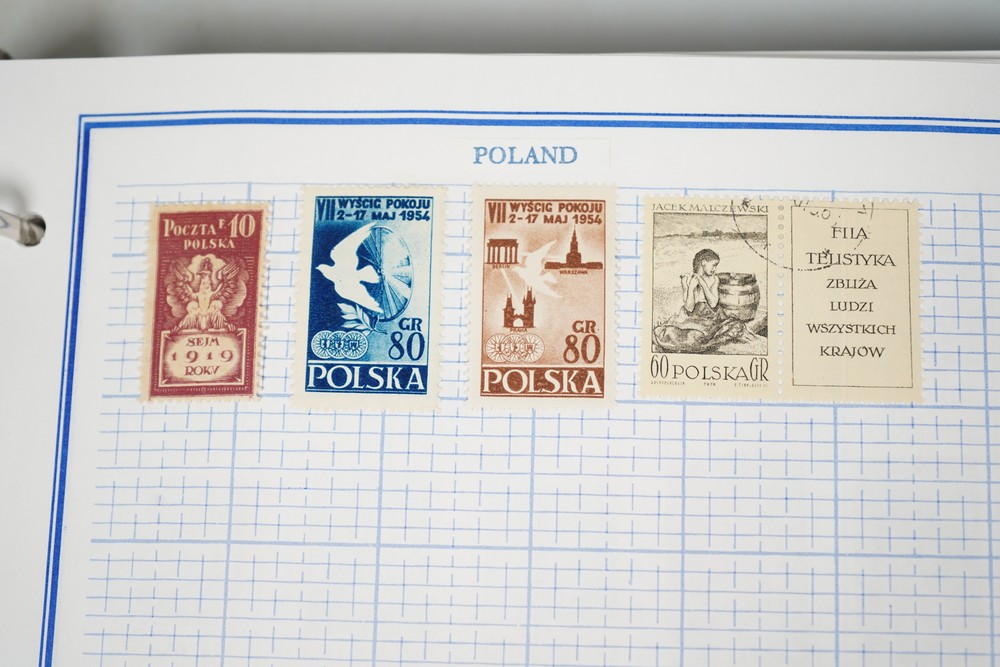 POLAND
POCZTA F.10
POLSKA
SEJM
1919
ROKU
VII WYŚCIG POKOJU
2-17 MAJ 1954
GR
80
POLSKA
VII WYŚCIG POKOJU
2-17 MAJ 1954
BERLIN
WARSZAWA
PRAGA
GR
80
POLSKA
JACEK MALCZEWSKI
60 POLSKA GR
FILA
TELISTYKA
ZBLIŻA
LUDZI
WSZYSTKICH
KRAJÓW